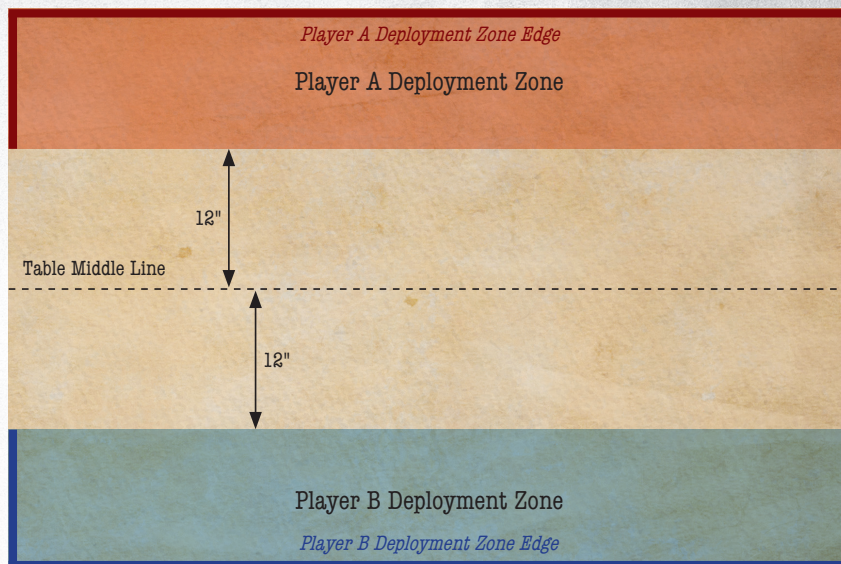 Player A Deployment Zone Edge
Player A Deployment Zone
12"
Table Middle Line
12"
Player B Deployment Zone
Player B Deployment Zone Edge